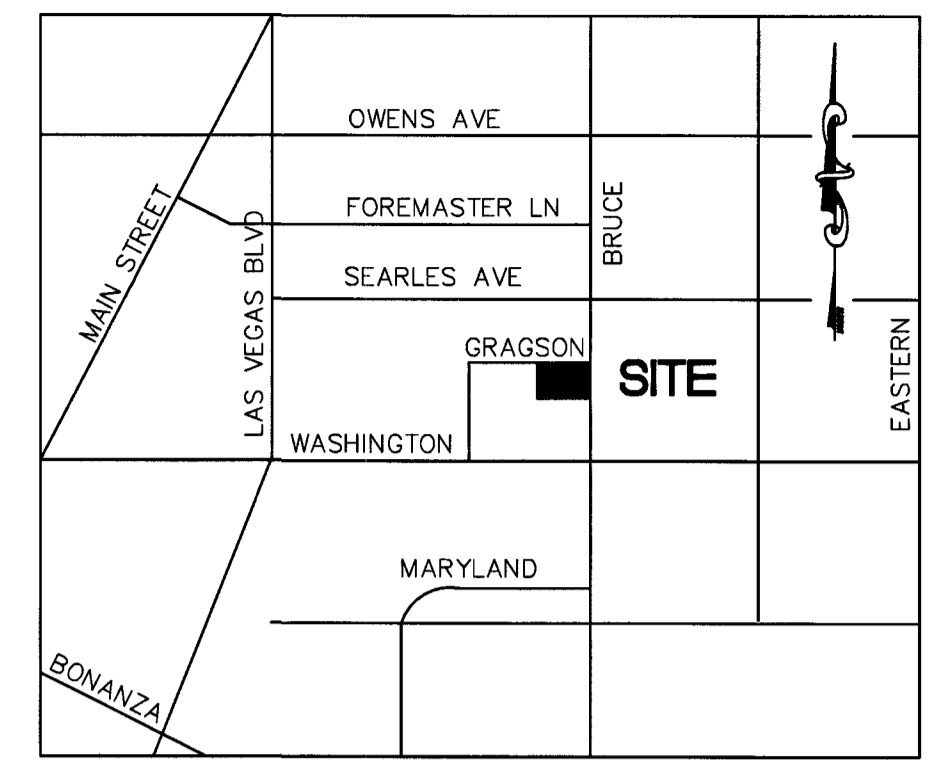 OWENS AVE
MAIN STREET
FOREMASTER LN
BRUCE
LAS VEGAS BLVD
SEARLES AVE
GRAGSON
SITE
EASTERN
WASHINGTON
MARYLAND
BONANZA